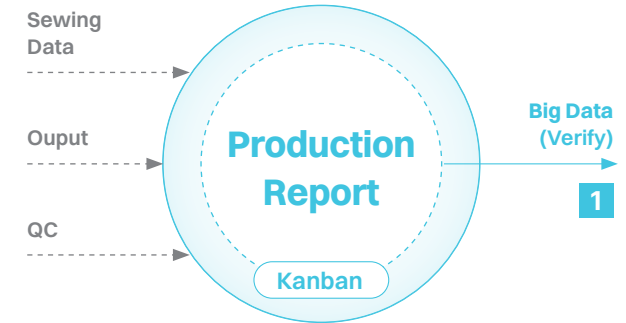 Sewing
Data
Ouput
QC
Production
Report
Kanban
Big Data
(Verify)
1